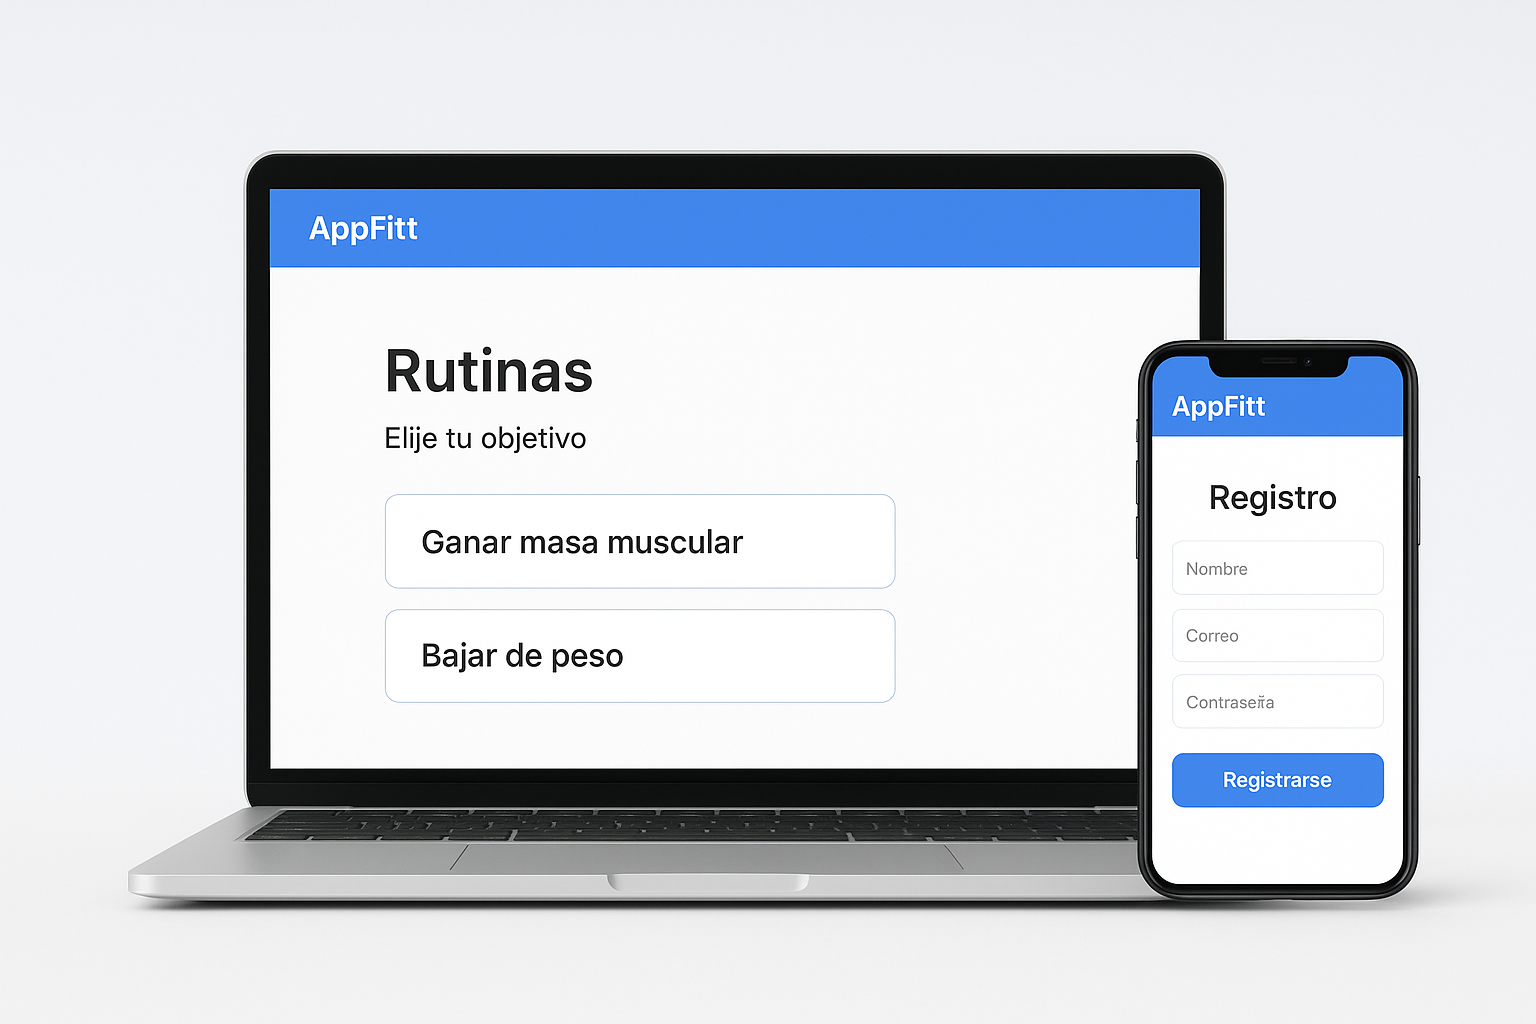 AppFitt
Rutinas
Elije tu objetivo
Ganar masa muscular
Bajar de peso
AppFitt
Registro
Nombre
Correo
Contraseña
Registrarse